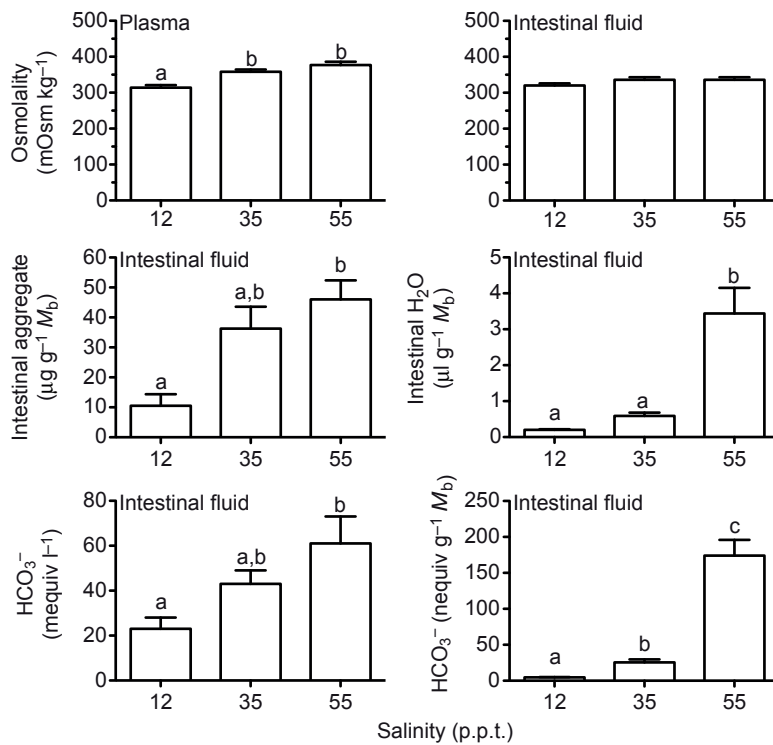 Plasma
Osmolality
(mOsm kg⁻¹)
500
400
300
200
100
0
a
b
b
12
35
55
Intestinal fluid
500
400
300
200
100
0
12
35
55
Intestinal fluid
Intestinal aggregate
(µg g⁻¹ Mb)
60
50
40
30
20
10
0
a
a,b
b
12
35
55
Intestinal fluid
Intestinal H₂O
(µl g⁻¹ Mb)
5
4
3
2
1
0
a
a
b
12
35
55
Intestinal fluid
HCO₃⁻
(mequiv l⁻¹)
80
60
40
20
0
a
a,b
b
12
35
55
Intestinal fluid
HCO₃⁻ (nequiv g⁻¹ Mb)
250
200
150
100
50
0
a
b
c
12
35
55
Salinity (p.p.t.)